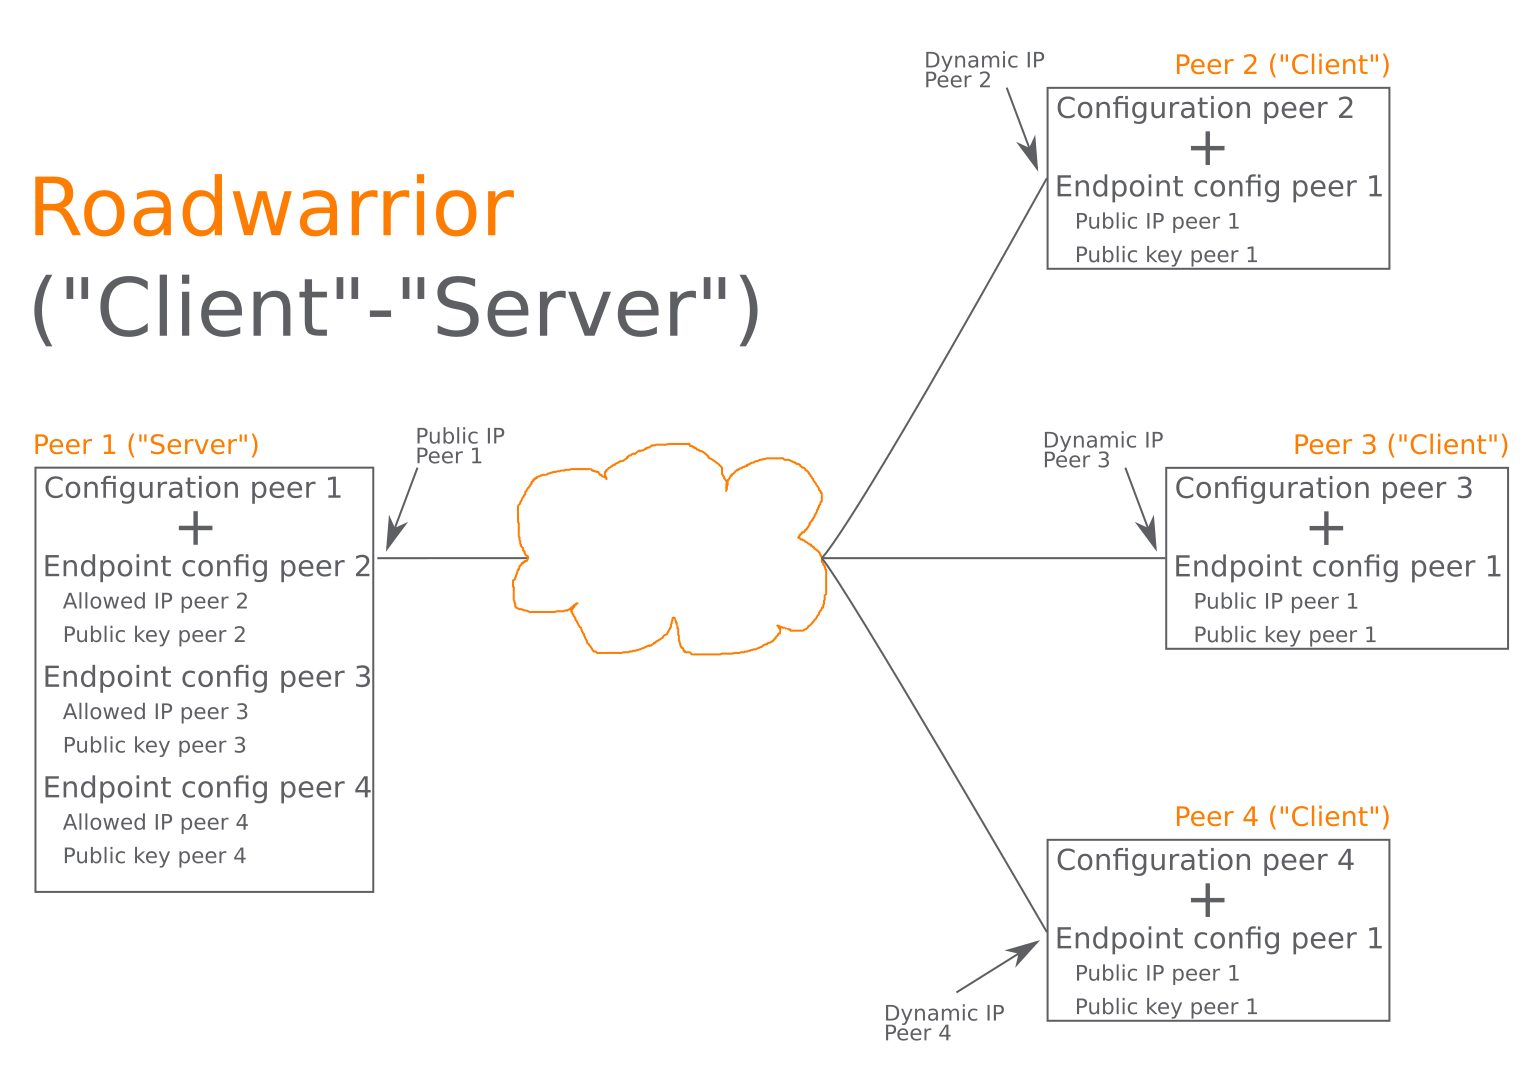 Roadwarrior
("Client"-"Server")
Peer 1 ("Server")
Configuration peer 1
+
Endpoint config peer 2
Allowed IP peer 2
Public key peer 2
Endpoint config peer 3
Allowed IP peer 3
Public key peer 3
Endpoint config peer 4
Allowed IP peer 4
Public key peer 4
Public IP
Peer 1
Dynamic IP
Peer 2
Peer 2 ("Client")
Configuration peer 2
+
Endpoint config peer 1
Public IP peer 1
Public key peer 1
Dynamic IP
Peer 3
Peer 3 ("Client")
Configuration peer 3
+
Endpoint config peer 1
Public IP peer 1
Public key peer 1
Peer 4 ("Client")
Configuration peer 4
+
Endpoint config peer 1
Public IP peer 1
Public key peer 1
Dynamic IP
Peer 4